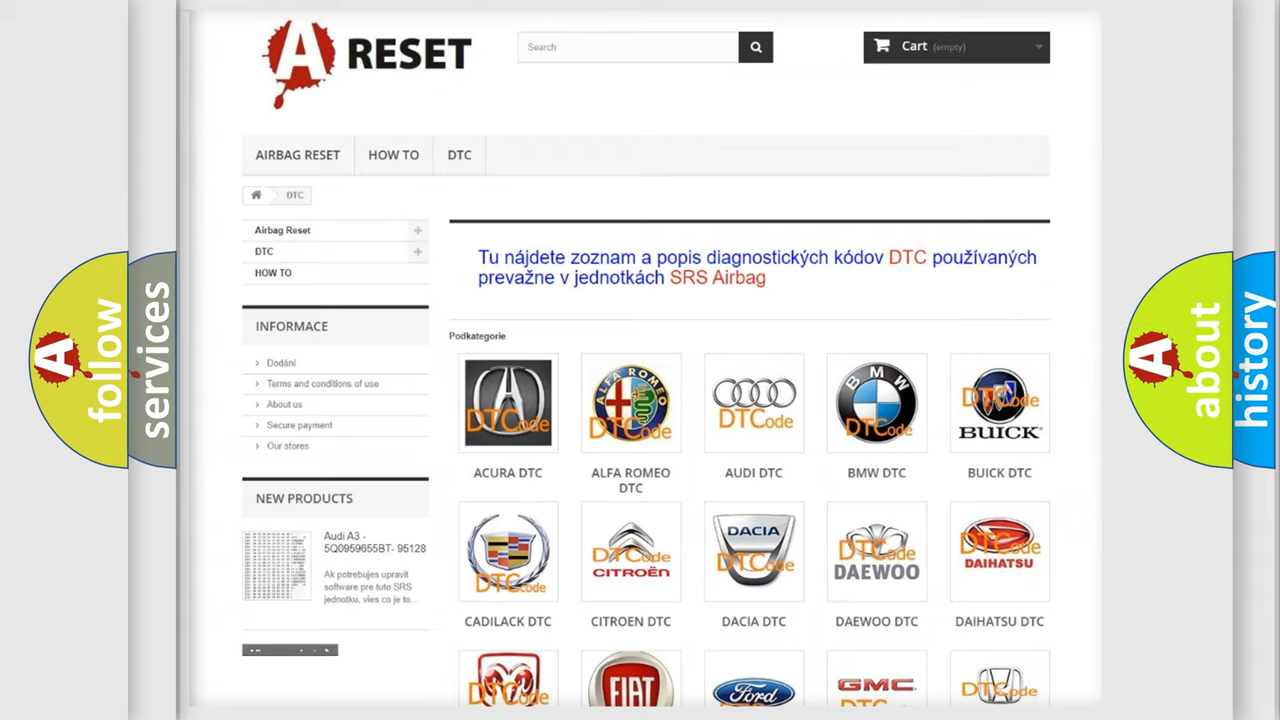 A RESET
Search
Cart (empty)
AIRBAG RESET
HOW TO
DTC
DTC
Airbag Reset
DTC
HOW TO
Tu nájdete zoznam a popis diagnostických kódov DTC používaných
prevažne v jednotkách SRS Airbag
INFORMACE
Dodání
Terms and conditions of use
About us
Secure payment
Our stores
NEW PRODUCTS
Audi A3 -
5Q0959655BT- 95128
Ak potrebujes upravit
software pre tuto SRS
jednotku, vies co je to...
Podkategorie
DTCode
ALFA ROMEO
DTCode
DTCode
BMW
DTCode
DTCode
BUICK
ACURA DTC
ALFA ROMEO
DTC
AUDI DTC
BMW DTC
BUICK DTC
DTCode
DTCode
CITROËN
DACIA
DTCode
DTCode
DAEWOO
DTCode
DAIHATSU
CADILACK DTC
CITROEN DTC
DACIA DTC
DAEWOO DTC
DAIHATSU DTC
DTCode
FIAT
Ford
GMC
DTCode
A follow
services
A about
history